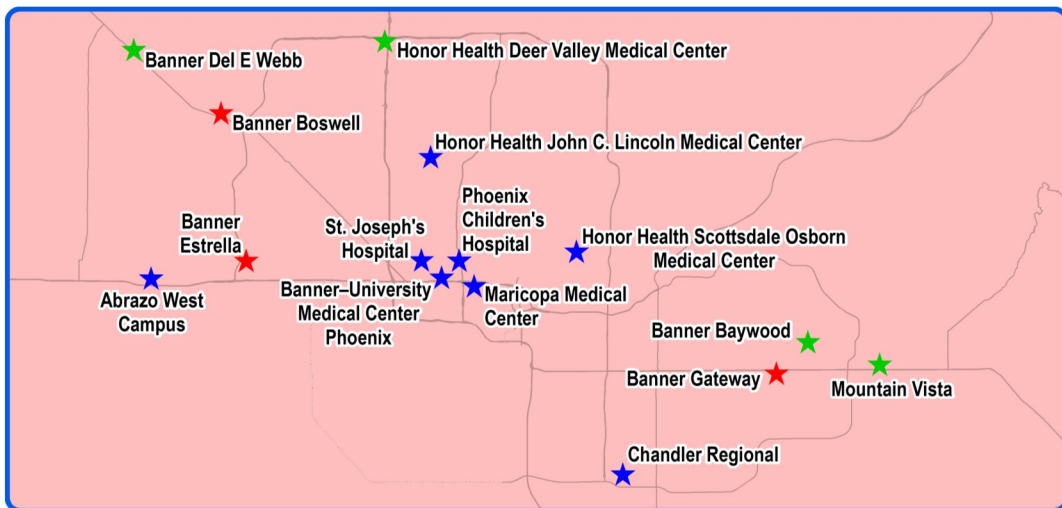 Banner Del E Webb
Honor Health Deer Valley Medical Center
Banner Boswell
Honor Health John C. Lincoln Medical Center
Phoenix
Children's
Hospital
Banner
Estrella
St. Joseph's
Hospital
Honor Health Scottsdale Osborn
Medical Center
Abrazo West
Campus
Banner–University
Medical Center
Phoenix
Maricopa Medical
Center
Banner Baywood
Banner Gateway
Mountain Vista
Chandler Regional